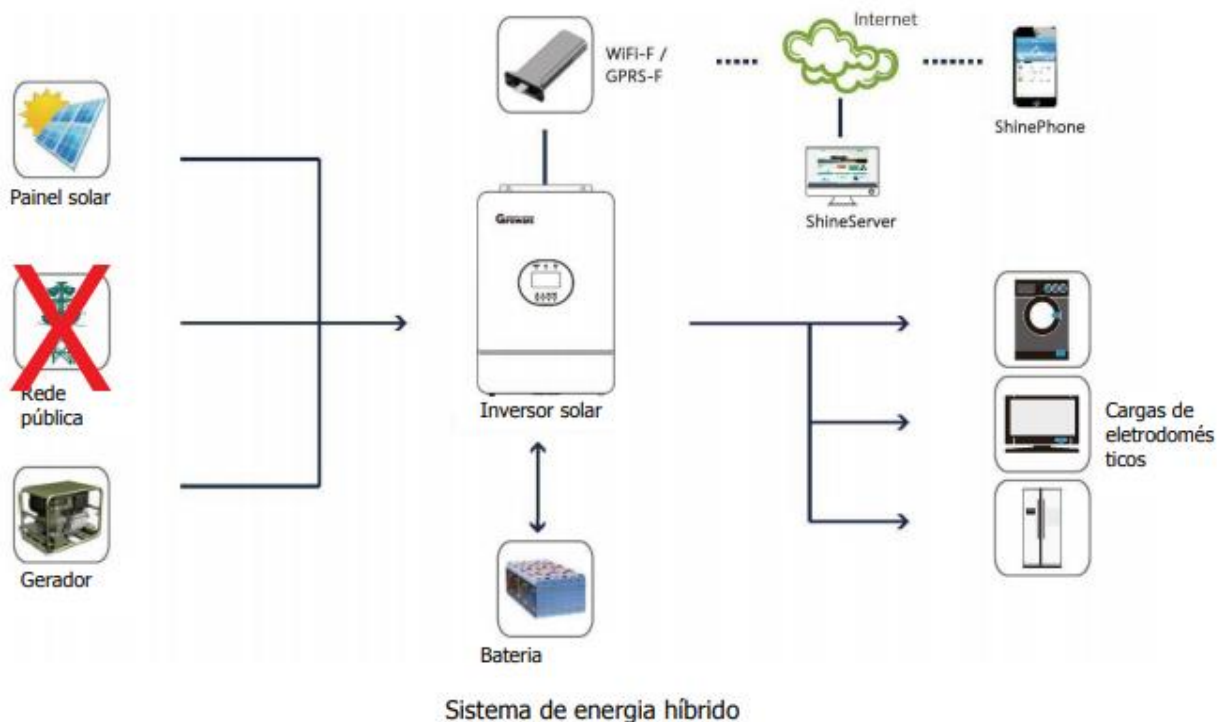 WiFi-F /
GPRS-F
Internet
ShinePhone
ShineServer
Painel solar
Growatt
Inversor solar
Rede
pública
Cargas de
eletrodomés
ticos
Gerador
Bateria
Sistema de energia híbrido